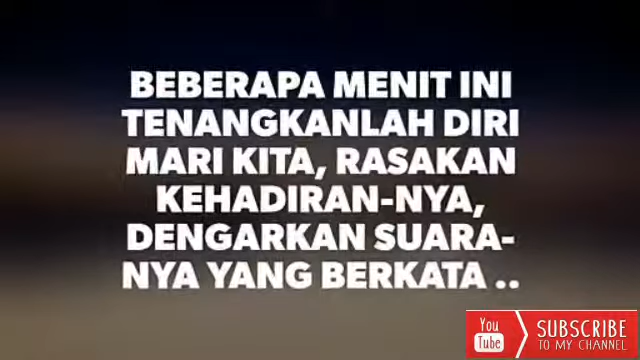 BEBERAPA MENIT INI
TENANGKANLAH DIRI
MARI KITA, RASAKAN
KEHADIRAN-NYA,
DENGARKAN SUARA-
NYA YANG BERKATA ..
You
Tube
SUBSCRIBE
TO MY CHANNEL